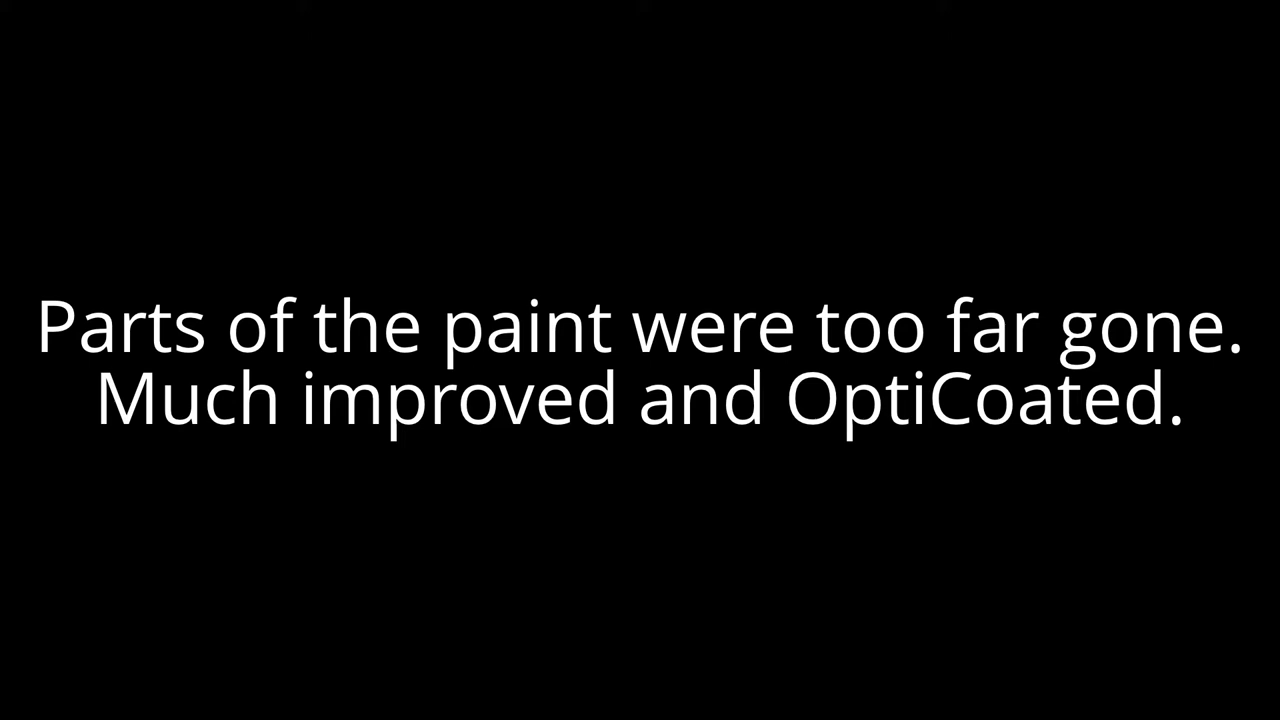 Parts of the paint were too far gone.
Much improved and OptiCoated.